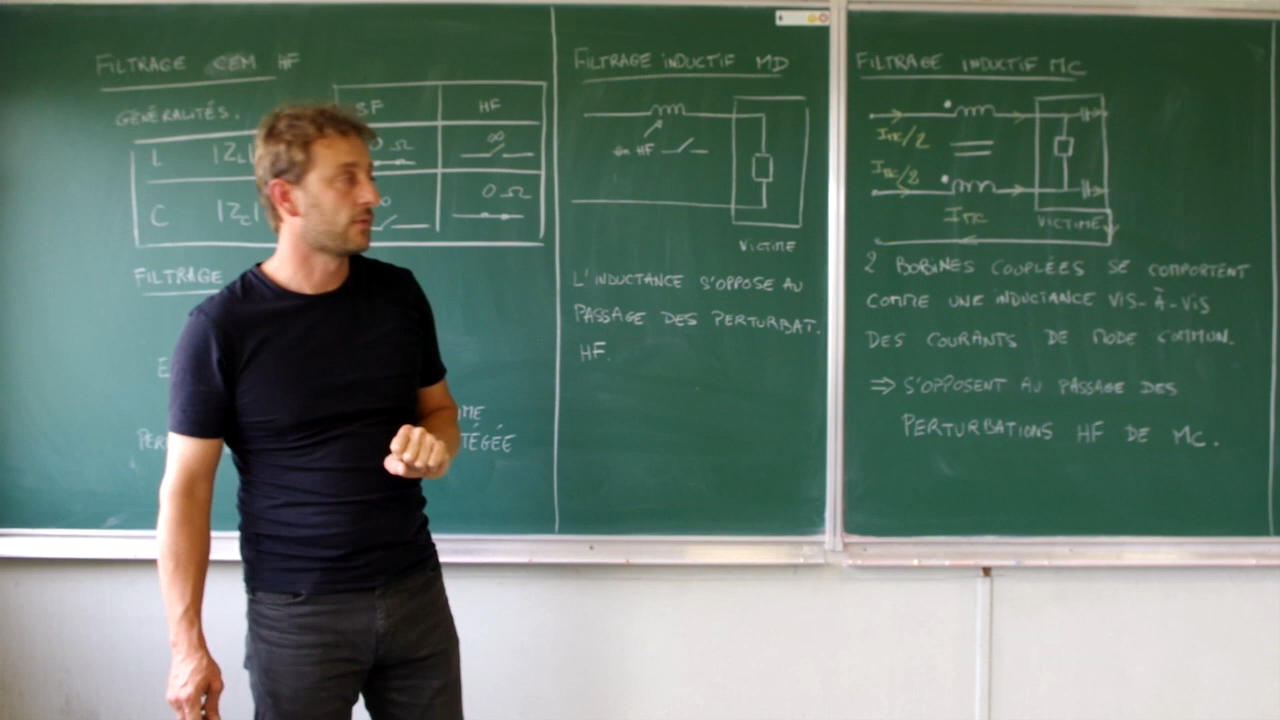 FILTRAGE CEM HF
GÉNÉRALITÉS.
BF HF
L |ZL| 0 Ω ∞
C |ZC| 0 Ω
FILTRAGE
TÉGÉE
FILTRAGE INDUCTIF MD
en HF
VICTIME
L'INDUCTANCE S'OPPOSE AU
PASSAGE DES PERTURBAT.
HF.
FILTRAGE INDUCTIF MC
IMC/2
IMC/2
IMC
VICTIME
2 BOBINES COUPLÉES SE COMPORTENT
COMME UNE INDUCTANCE VIS-À-VIS
DES COURANTS DE MODE COMMUN.
⇒ S'OPPOSENT AU PASSAGE DES
PERTURBATIONS HF DE MC.